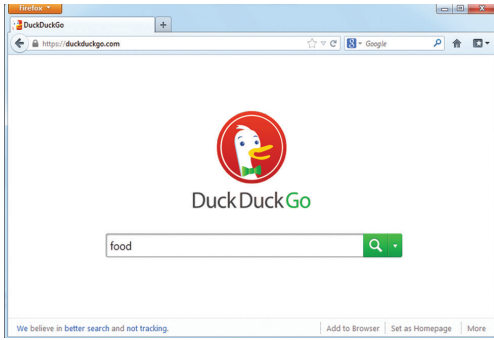 Firefox
DuckDuckGo
https://duckduckgo.com
Google
DuckDuckGo
food
We believe in better search and not tracking.
Add to Browser
Set as Homepage
More